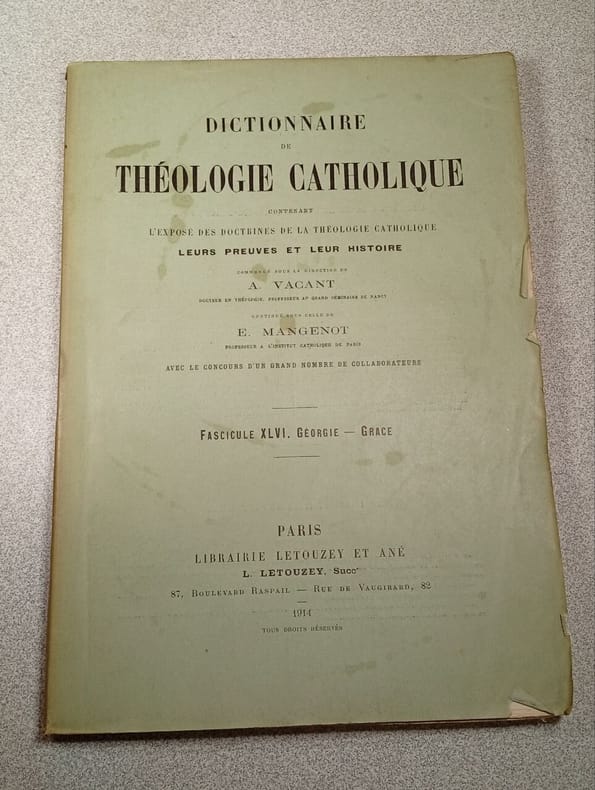 DICTIONNAIRE
DE
THÉOLOGIE CATHOLIQUE
CONTENANT
L'EXPOSÉ DES DOCTRINES DE LA THÉOLOGIE CATHOLIQUE
LEURS PREUVES ET LEUR HISTOIRE
COMMENCÉ SOUS LA DIRECTION DE
A. VACANT
DOCTEUR EN THÉOLOGIE, PROFESSEUR AU GRAND SÉMINAIRE DE NANCY
CONTINUÉ SOUS CELLE DE
E. MANGENOT
PROFESSEUR A L'INSTITUT CATHOLIQUE DE PARIS
AVEC LE CONCOURS D'UN GRAND NOMBRE DE COLLABORATEURS
FASCICULE XLVI. GÉORGIE — GRACE
PARIS
LIBRAIRIE LETOUZEY ET ANÉ
L. LETOUZEY, Succr
87, BOULEVARD RASPAIL — RUE DE VAUGIRARD, 82
1914
TOUS DROITS RÉSERVÉS